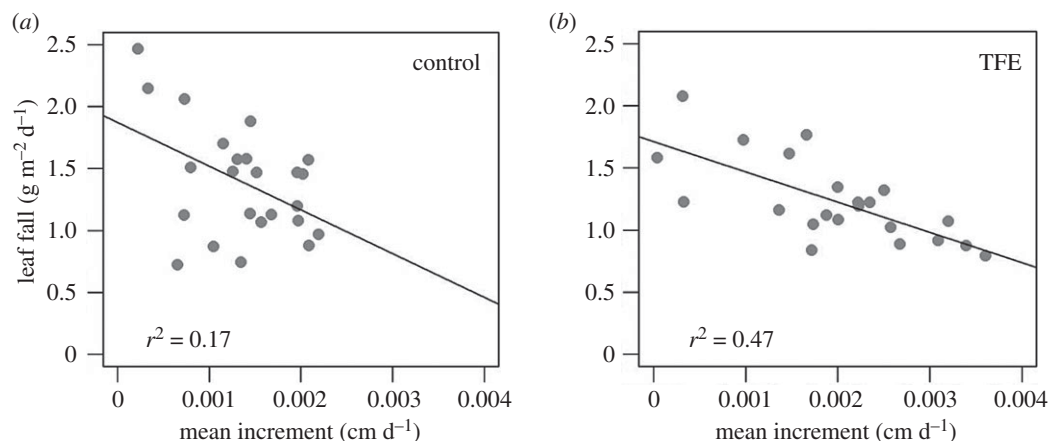 (a)
control
2.5
2.0
1.5
1.0
0.5
0
leaf fall (g m⁻² d⁻¹)
r² = 0.17
0 0.001 0.002 0.003 0.004
mean increment (cm d⁻¹)
(b)
TFE
2.5
2.0
1.5
1.0
0.5
0
r² = 0.47
0 0.001 0.002 0.003 0.004
mean increment (cm d⁻¹)